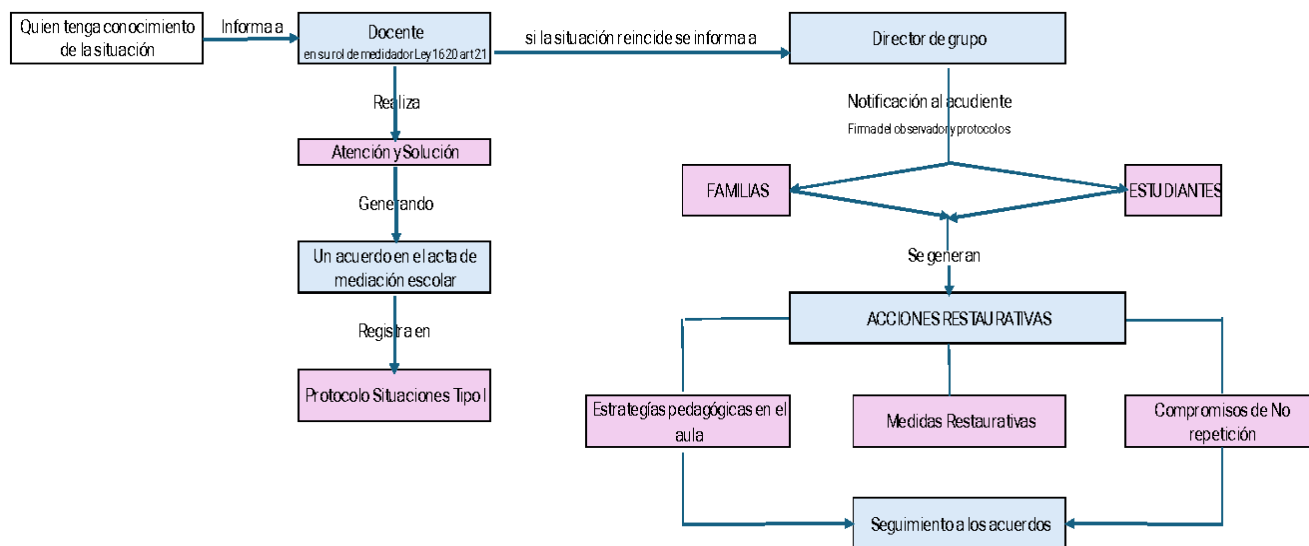 Quien tenga conocimiento
de la situación
Informa a
Docente
en su rol de medidador Ley 1620 art 21
si la situación reincide se informa a
Director de grupo
Realiza
Notificación al acudiente
Firma del observador y protocolos
Atención y Solución
FAMILIAS
ESTUDIANTES
Generando
Un acuerdo en el acta de
mediación escolar
Se generan
Registra en
ACCIONES RESTAURATIVAS
Protocolo Situaciones Tipo I
Estrategías pedagógicas en el
aula
Medidas Restaurativas
Compromisos de No
repetición
Seguimiento a los acuerdos